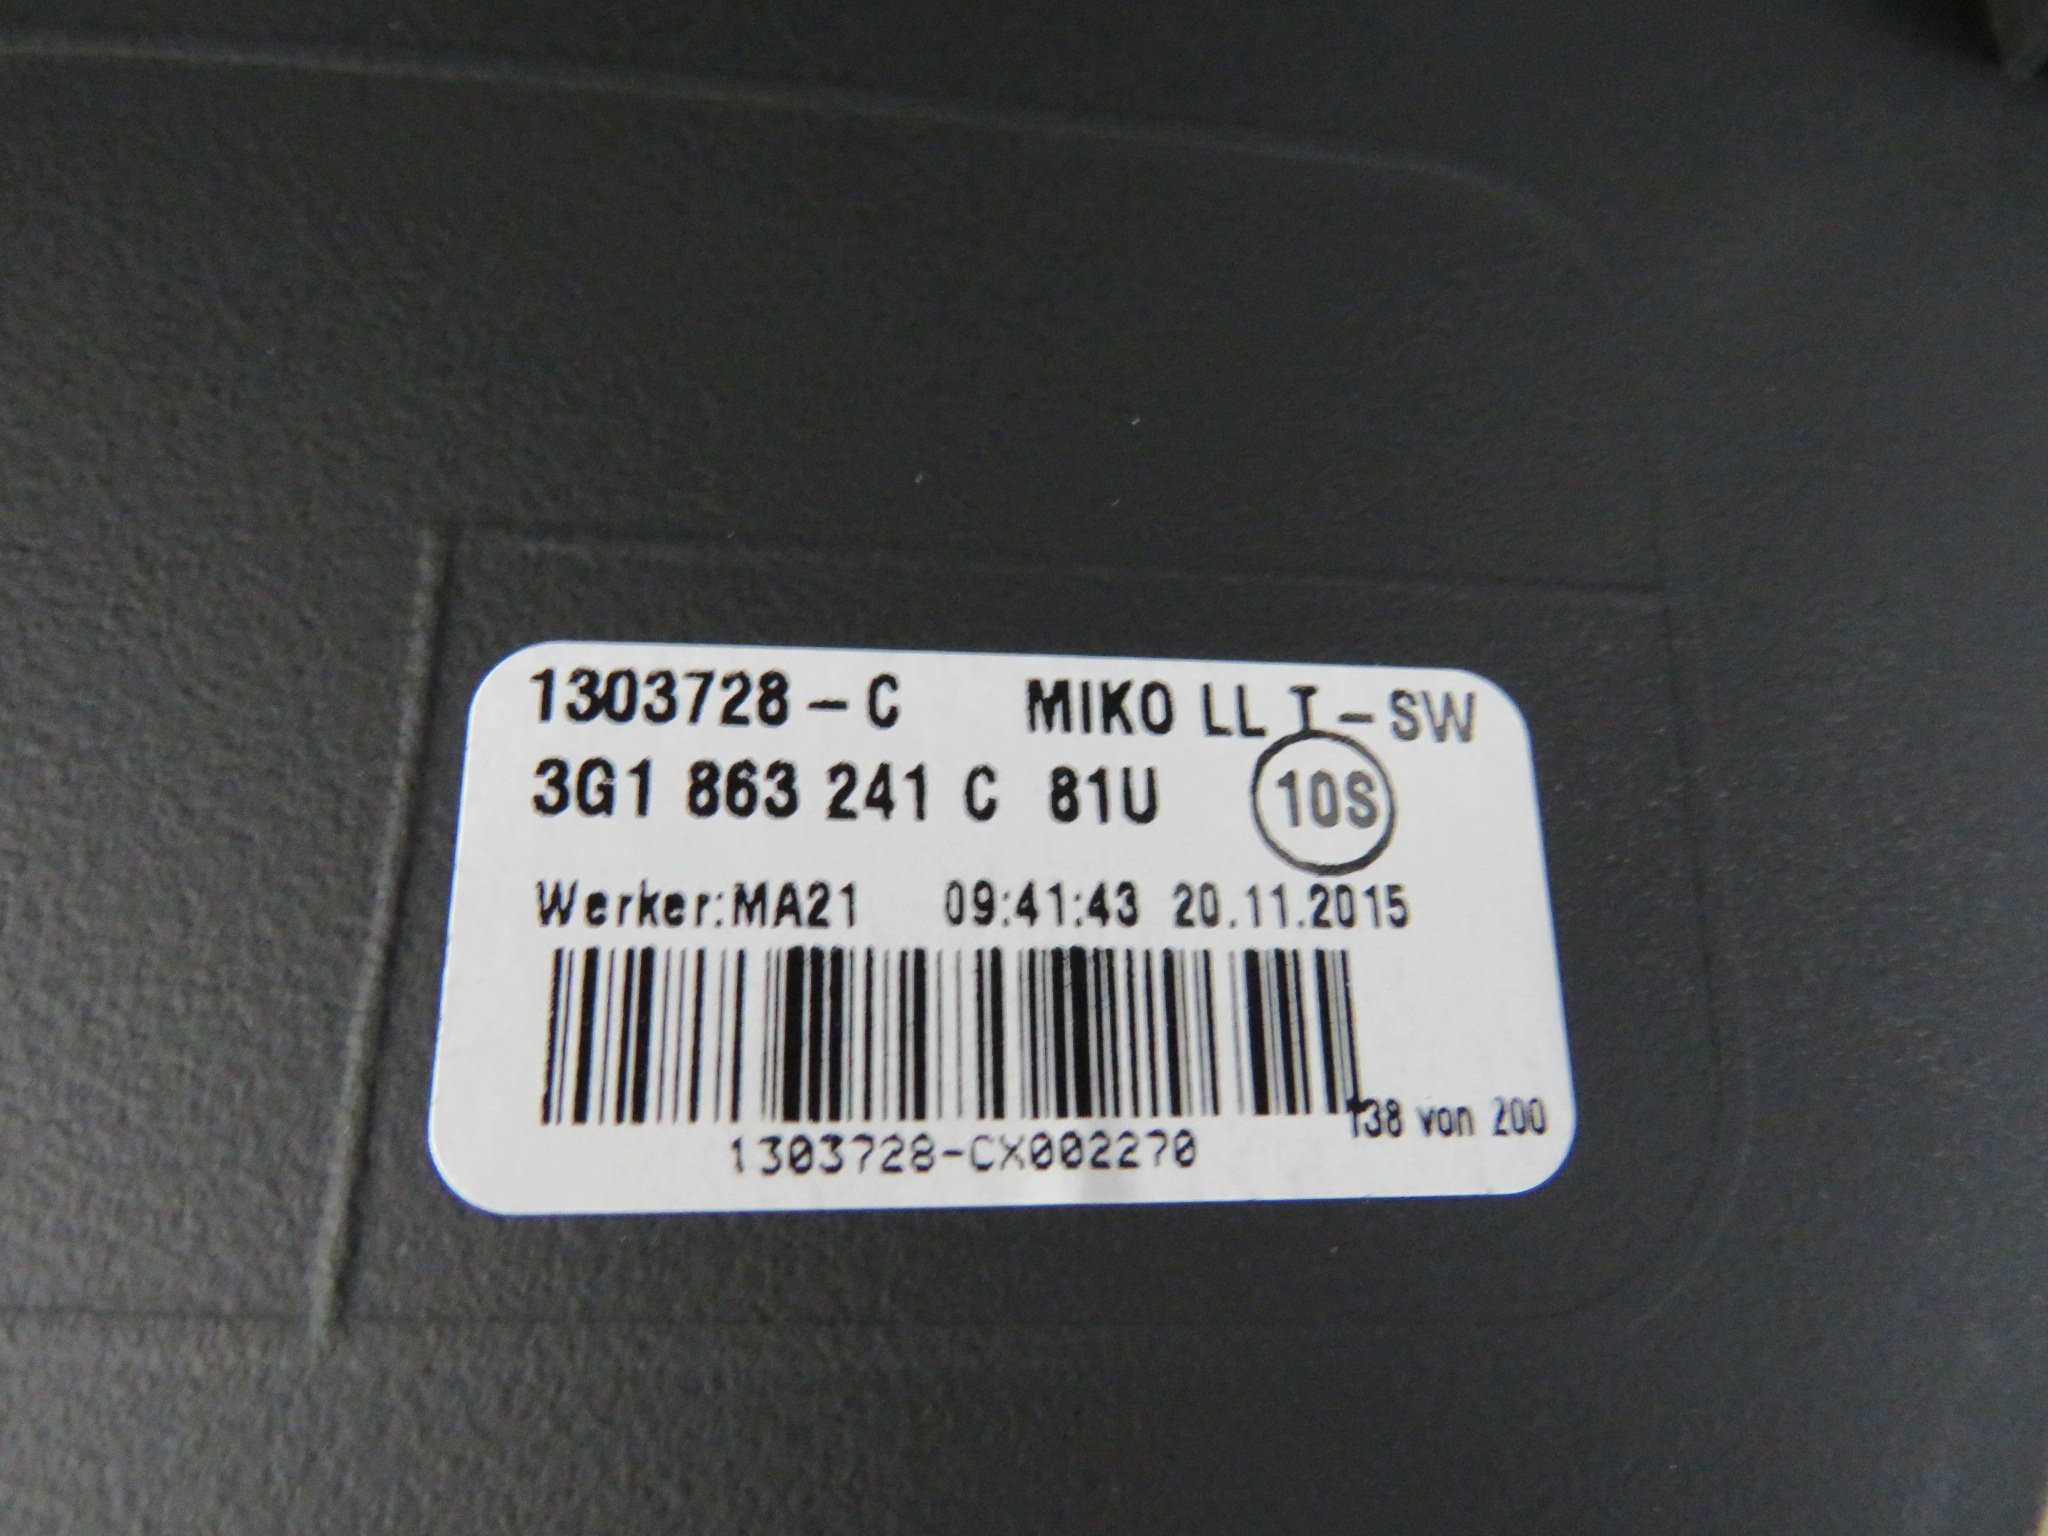 1303728-C MIKO LL T-SW
3G1 863 241 C 81U 10S
Werker:MA21 09:41:43 20.11.2015
138 von 200
1303728-CX002270